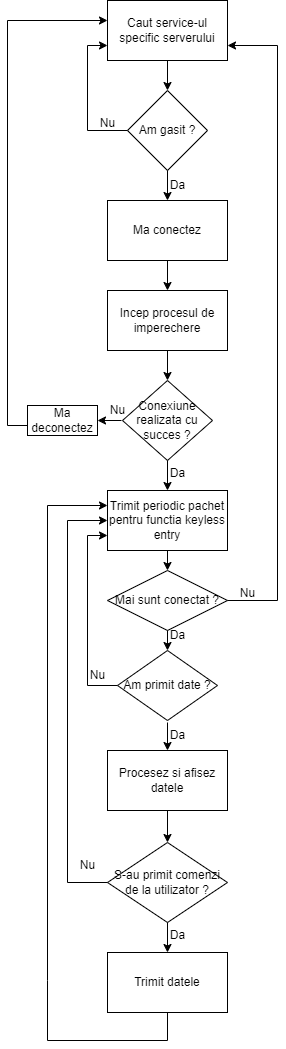 Caut service-ul
specific serverului
Nu
Am gasit ?
Da
Ma conectez
Incep procesul de
imperechere
Conexiune
realizata cu
succes ?
Nu
Ma
deconectez
Da
Trimit periodic pachet
pentru functia keyless
entry
Mai sunt conectat ?
Nu
Da
Am primit date ?
Nu
Da
Procesez si afisez
datele
S-au primit comenzi
de la utilizator ?
Nu
Da
Trimit datele